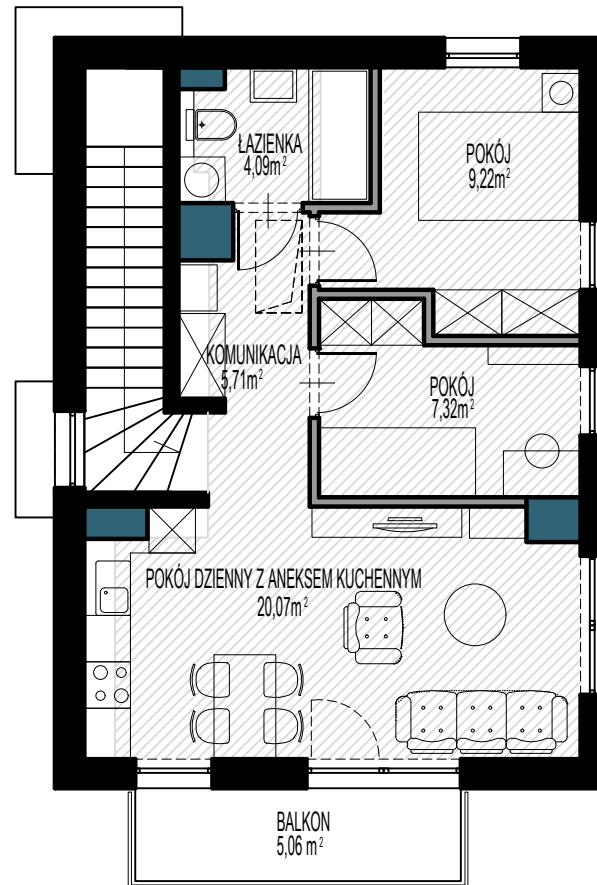 ŁAZIENKA
4,09m²
POKÓJ
9,22m²
KOMUNIKACJA
5,71m²
POKÓJ
7,32m²
POKÓJ DZIENNY Z ANEKSEM KUCHENNYM
20,07m²
BALKON
5,06 m²